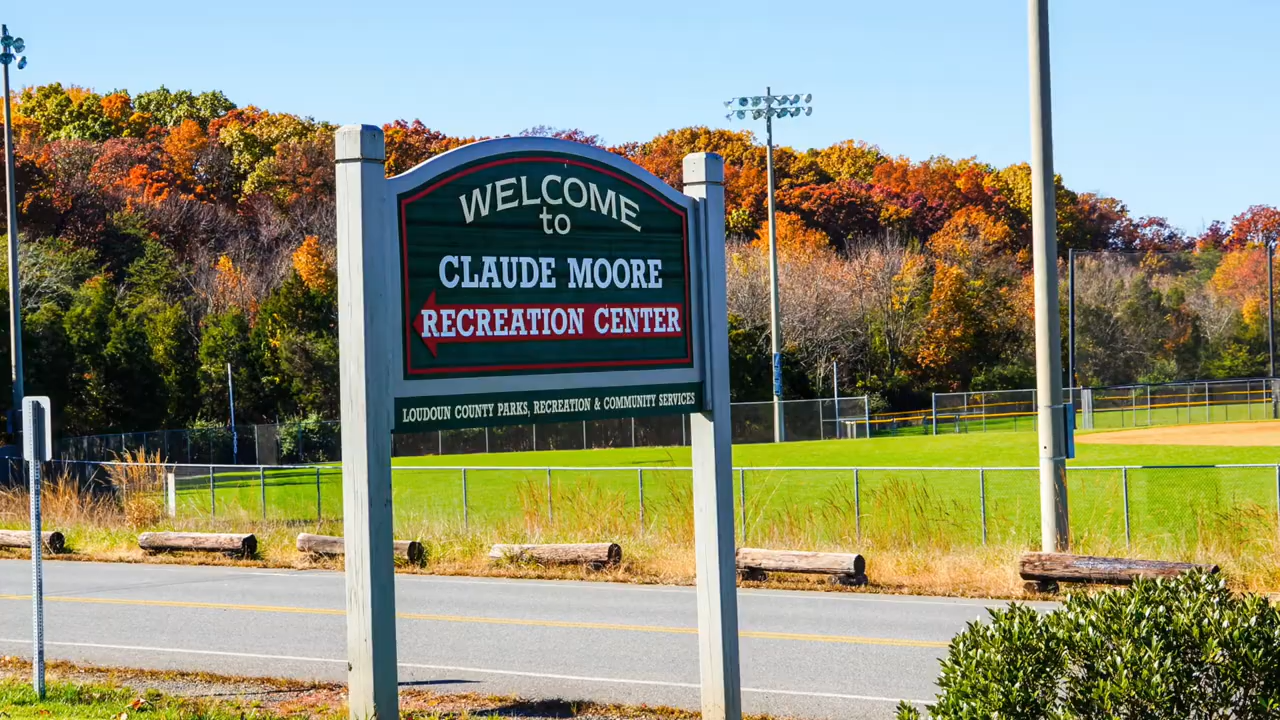 WELCOME
to
CLAUDE MOORE
RECREATION CENTER
LOUDOUN COUNTY PARKS, RECREATION & COMMUNITY SERVICES